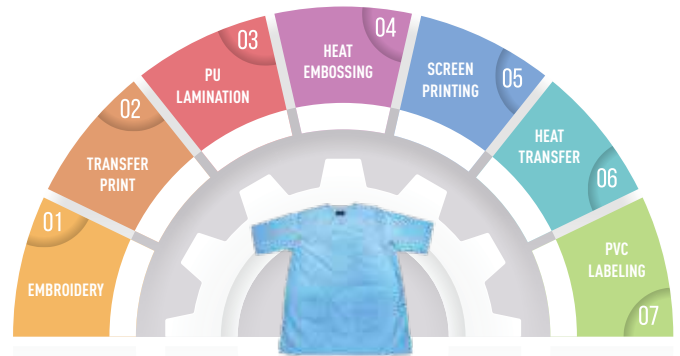 01
EMBROIDERY
02
TRANSFER
PRINT
03
PU
LAMINATION
04
HEAT
EMBOSSING
05
SCREEN
PRINTING
06
HEAT
TRANSFER
07
PVC
LABELING